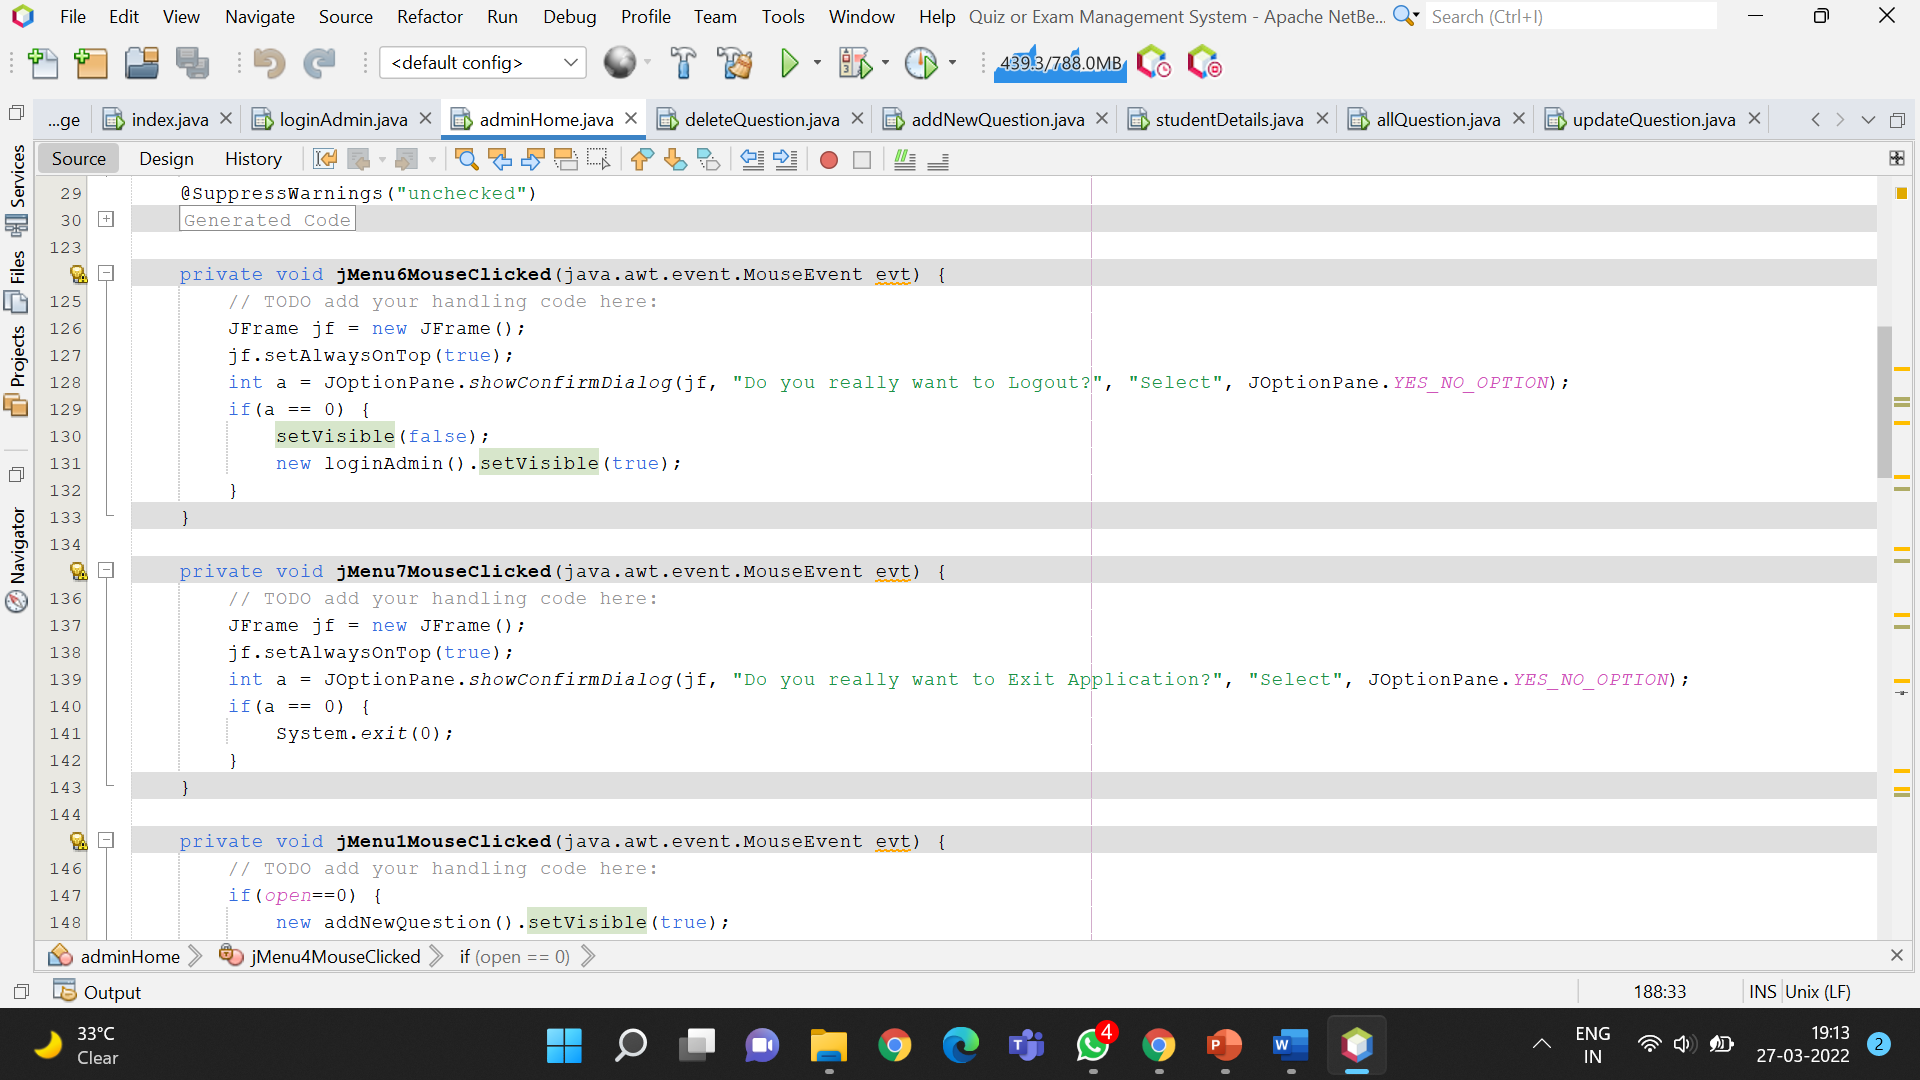 File Edit View Navigate Source Refactor Run Debug Profile Team Tools Window Help Quiz or Exam Management System - Apache NetBe... Search (Ctrl+I)
<default config> 439.3/788.0MB
...ge index.java loginAdmin.java adminHome.java deleteQuestion.java addNewQuestion.java studentDetails.java allQuestion.java updateQuestion.java
Source Design History
Services
Files
Projects
Navigator
29 @SuppressWarnings("unchecked")
30 Generated Code
123
private void jMenu6MouseClicked(java.awt.event.MouseEvent evt) {
125 // TODO add your handling code here:
126 JFrame jf = new JFrame();
127 jf.setAlwaysOnTop(true);
128 int a = JOptionPane.showConfirmDialog(jf, "Do you really want to Logout?", "Select", JOptionPane.YES_NO_OPTION);
129 if(a == 0) {
130 setVisible(false);
131 new loginAdmin().setVisible(true);
132 }
133 }
134
private void jMenu7MouseClicked(java.awt.event.MouseEvent evt) {
136 // TODO add your handling code here:
137 JFrame jf = new JFrame();
138 jf.setAlwaysOnTop(true);
139 int a = JOptionPane.showConfirmDialog(jf, "Do you really want to Exit Application?", "Select", JOptionPane.YES_NO_OPTION);
140 if(a == 0) {
141 System.exit(0);
142 }
143 }
144
private void jMenu1MouseClicked(java.awt.event.MouseEvent evt) {
146 // TODO add your handling code here:
147 if(open==0) {
148 new addNewQuestion().setVisible(true);
adminHome jMenu4MouseClicked if (open == 0)
Output 188:33 INS Unix (LF)
33°C
Clear
4
ENG
IN
19:13
27-03-2022
2